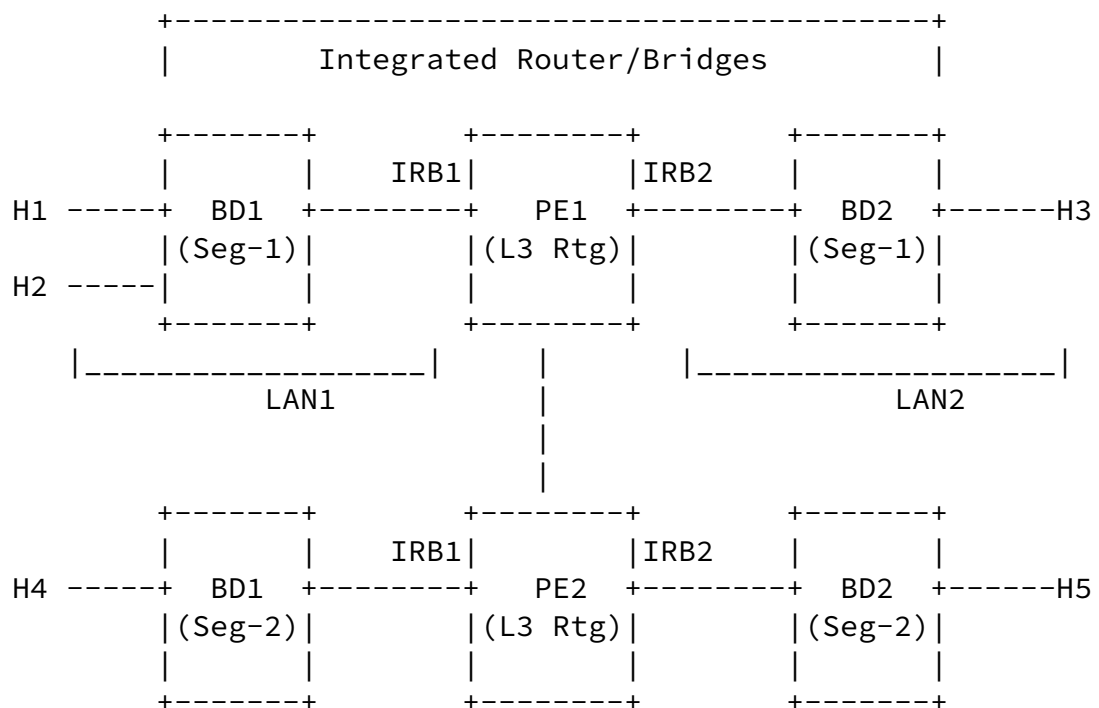 Integrated Router/Bridges
IRB1 IRB2
H1 BD1 PE1 BD2 H3
(Seg-1) (L3 Rtg) (Seg-1)
H2
LAN1 LAN2
IRB1 IRB2
H4 BD1 PE2 BD2 H5
(Seg-2) (L3 Rtg) (Seg-2)